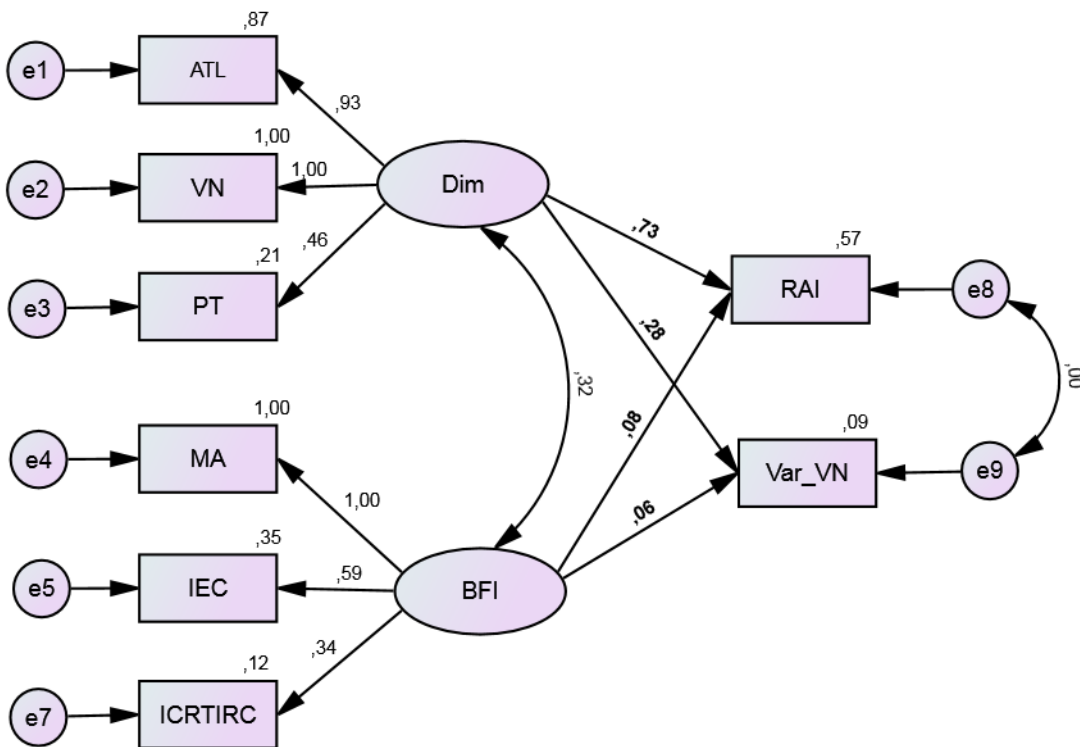 ,87
e1
ATL
,93
1,00
e2
VN
1,00
Dim
,46
,21
e3
PT
,73
,57
RAI
e8
,28
,32
,00
,08
1,00
e4
MA
1,00
,09
Var_VN
e9
,06
,35
e5
IEC
,59
BFI
,34
,12
e7
ICRTIRC